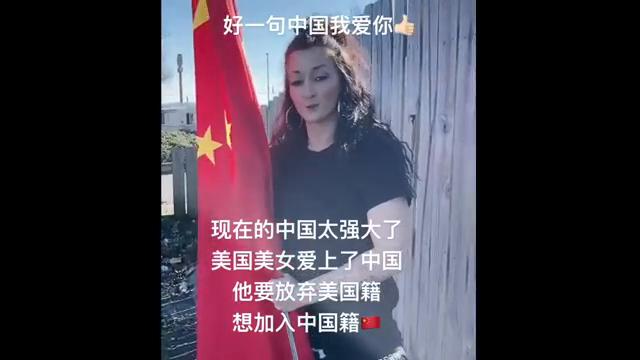 好一句中国我爱你👍🏻
现在的中国太强大了
美国美女爱上了中国
他要放弃美国籍
想加入中国籍🇨🇳